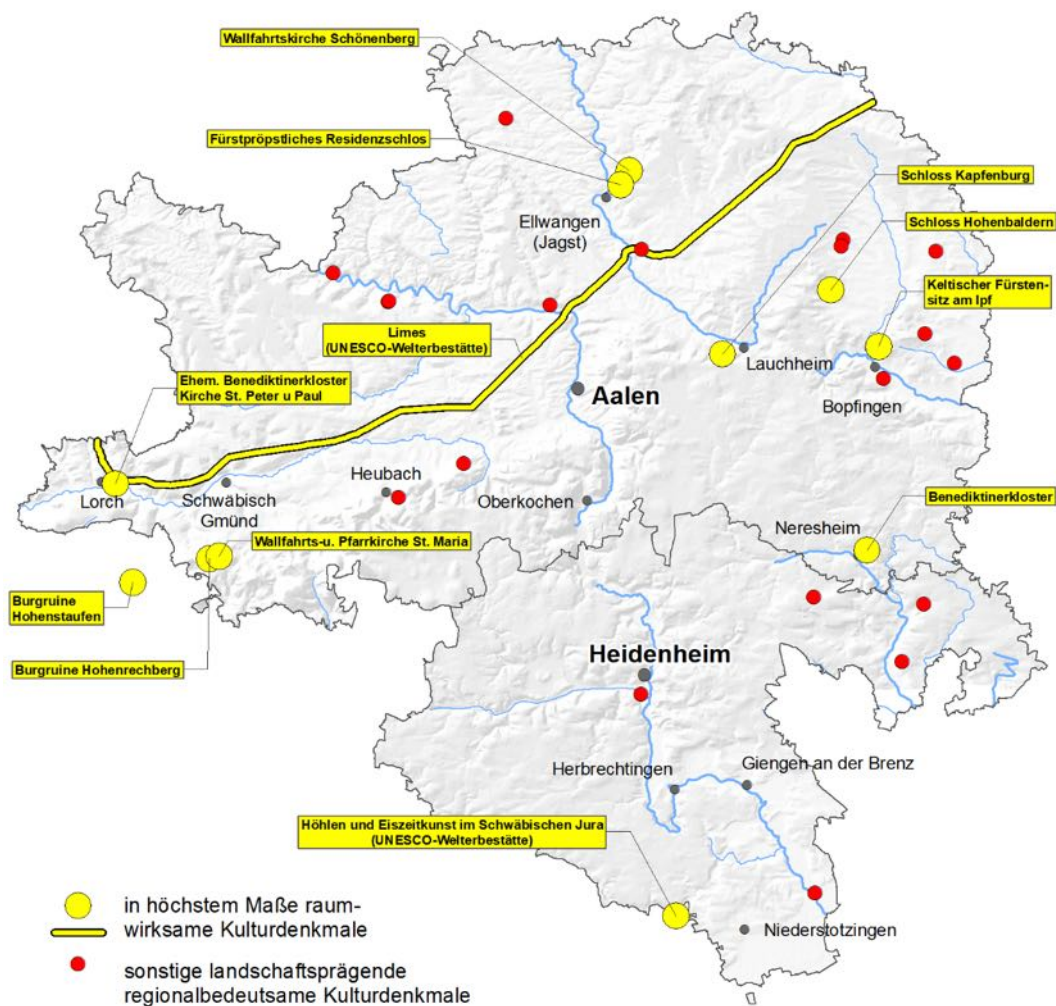 Wallfahrtskirche Schönenberg
Fürstpröpstliches Residenzschlos
Schloss Kapfenburg
Ellwangen
(Jagst)
Schloss Hohenbaldern
Keltischer Fürsten-
sitz am Ipf
Limes
(UNESCO-Welterbestätte)
Lauchheim
Ehem. Benediktinerkloster
Kirche St. Peter u Paul
Aalen
Bopfingen
Lorch
Schwäbisch
Gmünd
Heubach
Oberkochen
Benediktinerkloster
Neresheim
Wallfahrts-u. Pfarrkirche St. Maria
Burgruine
Hohenstaufen
Burgruine Hohenrechberg
Heidenheim
Herbrechtingen
Giengen an der Brenz
Höhlen und Eiszeitkunst im Schwäbischen Jura
(UNESCO-Welterbestätte)
Niederstotzingen
in höchstem Maße raum-
wirksame Kulturdenkmale
sonstige landschaftsprägende
regionalbedeutsame Kulturdenkmale